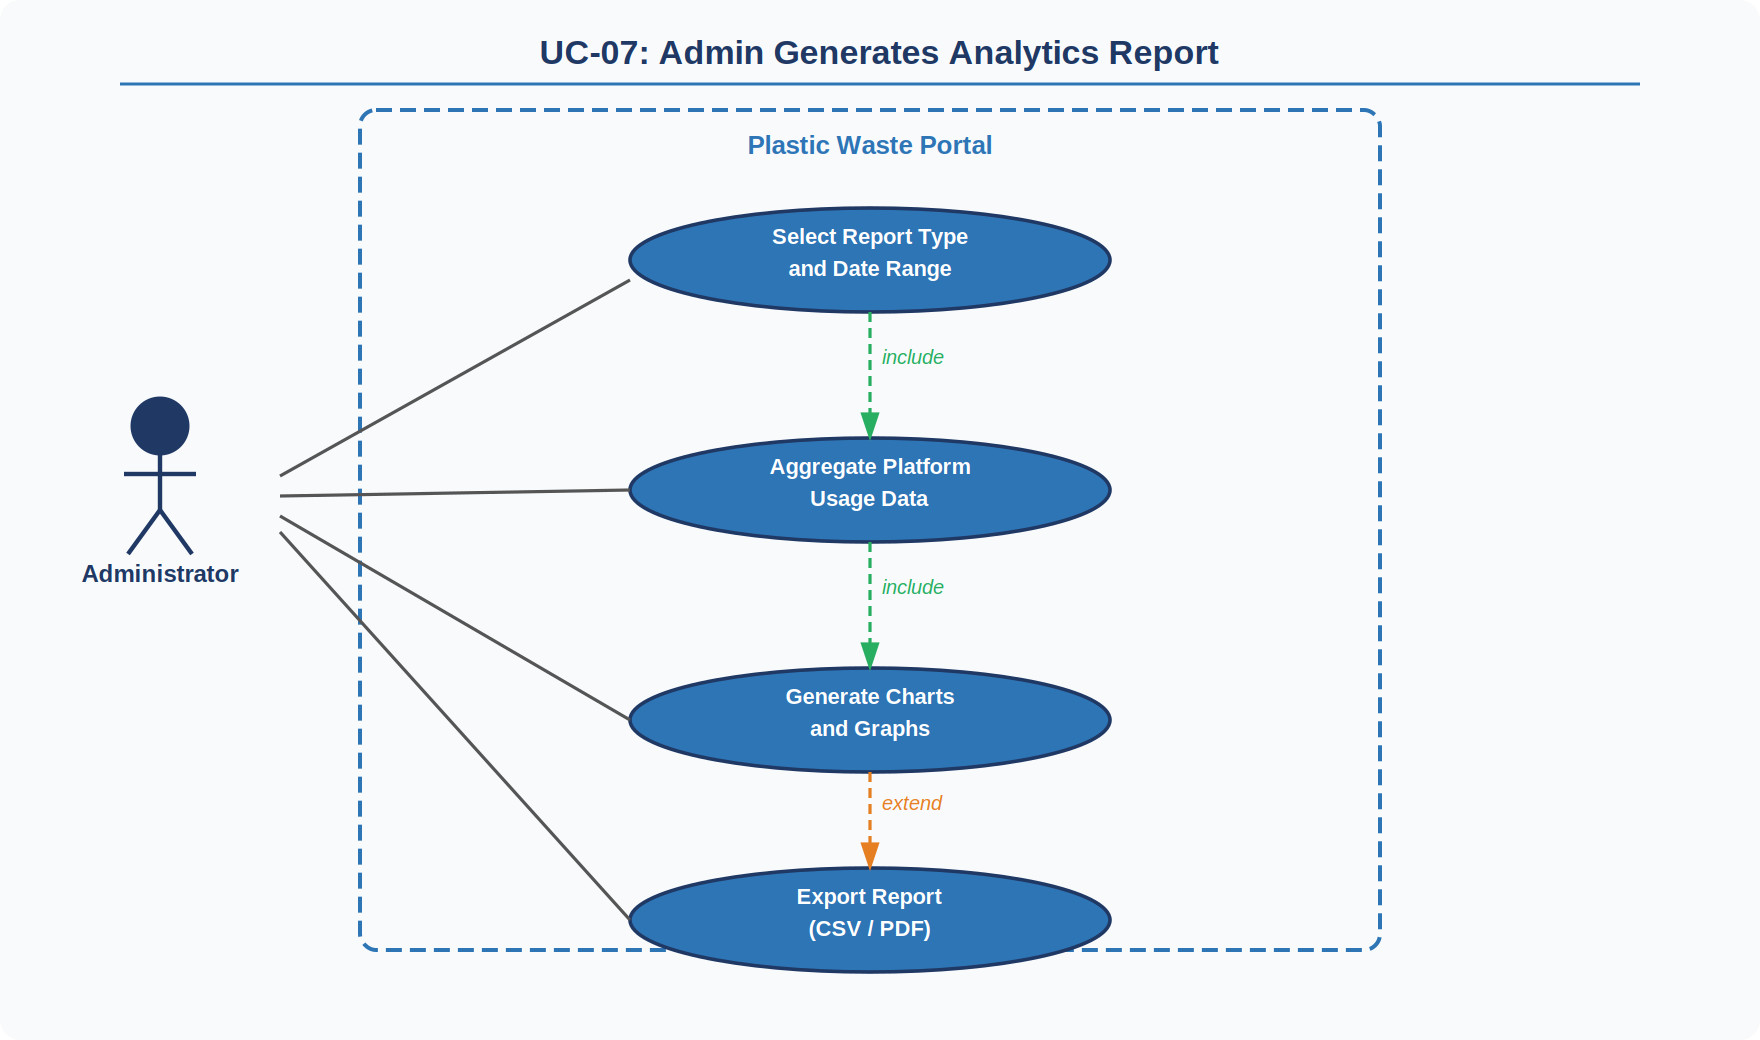 UC-07: Admin Generates Analytics Report
Plastic Waste Portal
Select Report Type
and Date Range
include
Aggregate Platform
Usage Data
Administrator
include
Generate Charts
and Graphs
extend
Export Report
(CSV / PDF)